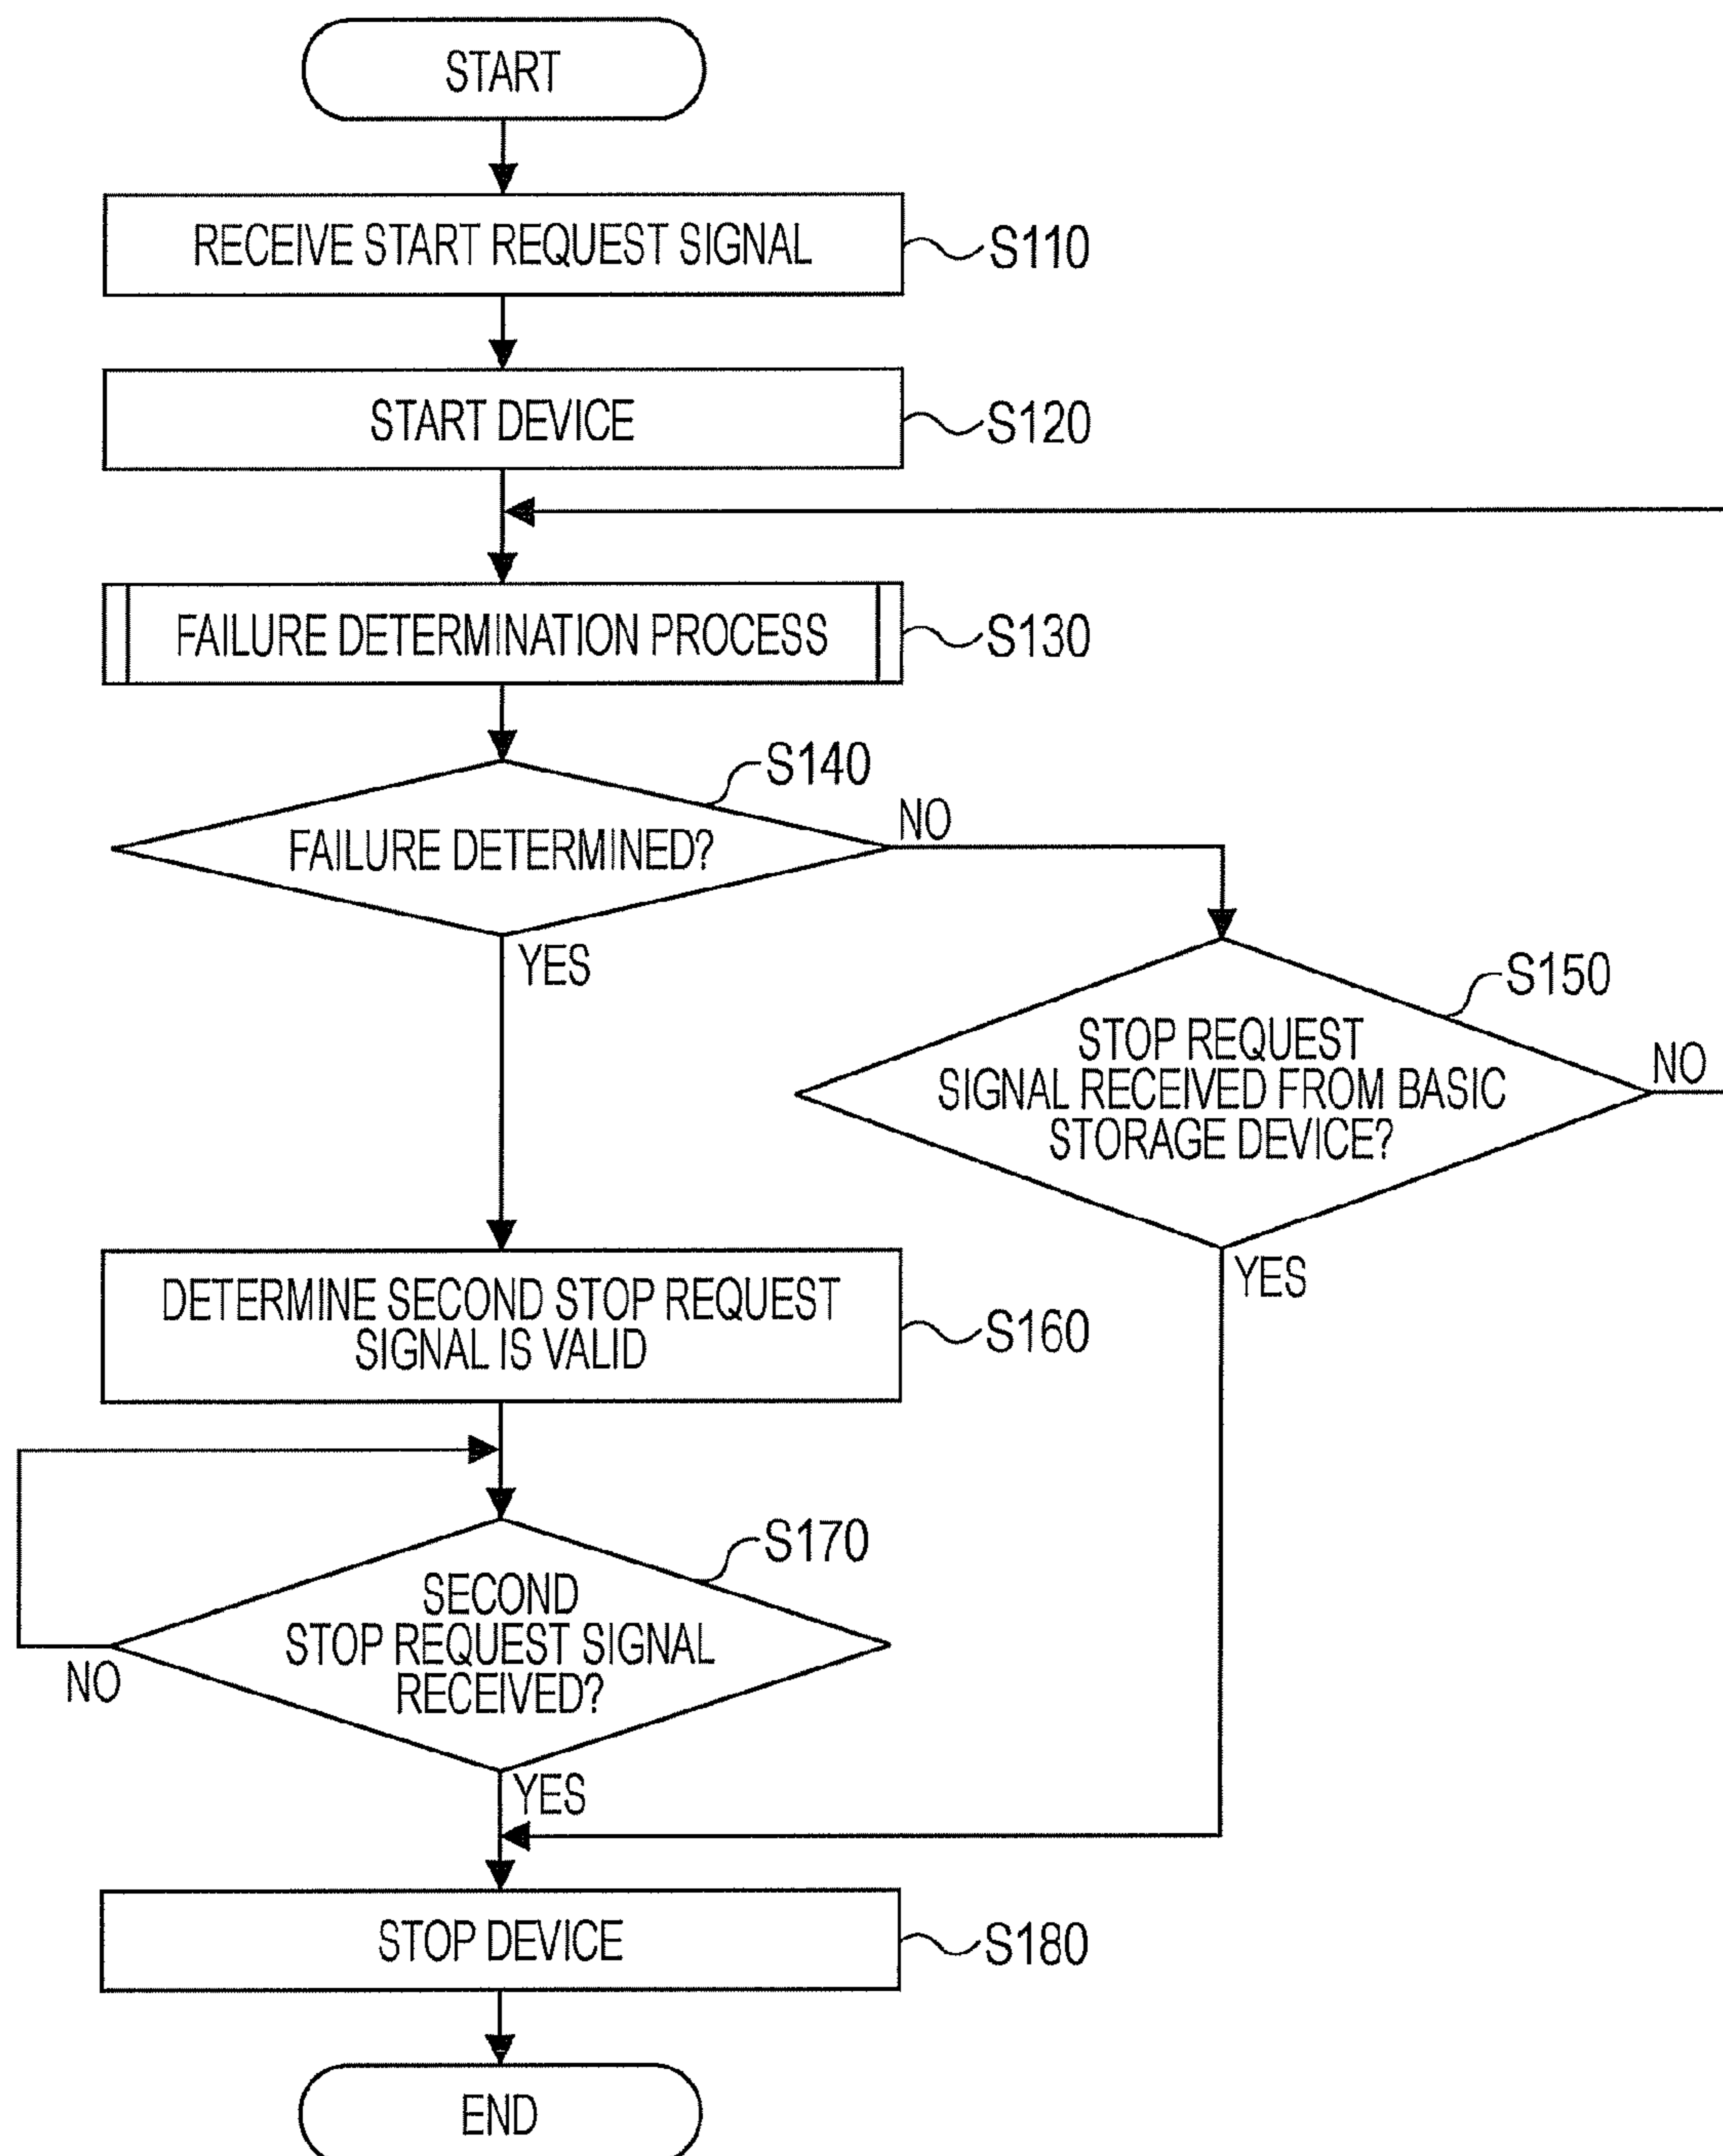 START
RECEIVE START REQUEST SIGNAL
S110
START DEVICE
S120
FAILURE DETERMINATION PROCESS
S130
S140
FAILURE DETERMINED?
NO
YES
S150
STOP REQUEST
SIGNAL RECEIVED FROM BASIC
STORAGE DEVICE?
NO
YES
DETERMINE SECOND STOP REQUEST
SIGNAL IS VALID
S160
S170
SECOND
STOP REQUEST SIGNAL
RECEIVED?
NO
YES
STOP DEVICE
S180
END